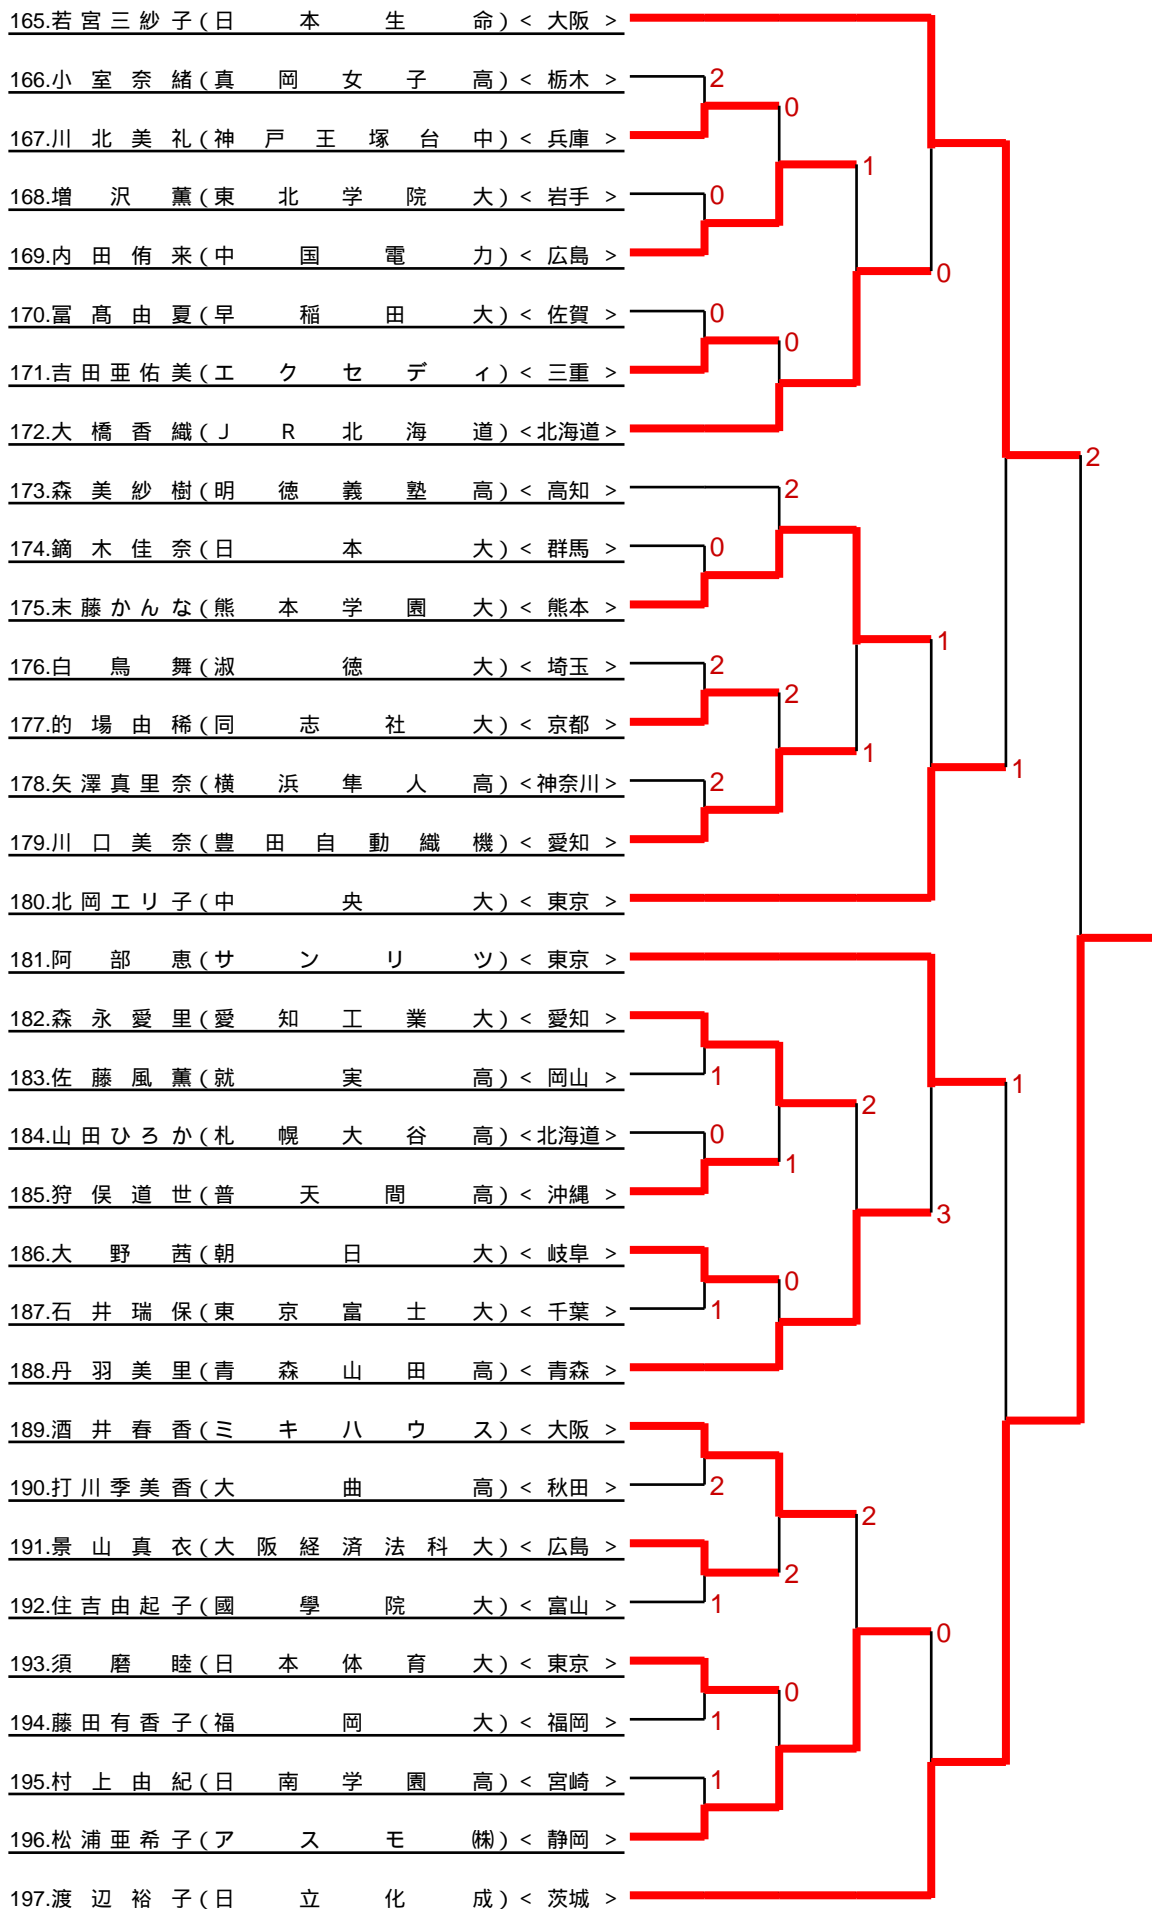 165.若宮三紗子(日本生命)< 大阪 >
166.小室奈緒(真岡女子高)< 栃木 >
2
0
167.川北美礼(神戸王塚台中)< 兵庫 >
1
168.増沢薫(東北学院大)< 岩手 >
0
169.内田侑来(中国電力)< 広島 >
0
170.冨髙由夏(早稲田大)< 佐賀 >
0
0
171.吉田亜佑美(エクセディ)< 三重 >
172.大橋香織(JR北海道)<北海道>
2
173.森美紗樹(明徳義塾高)< 高知 >
2
174.鏑木佳奈(日本大)< 群馬 >
0
175.末藤かんな(熊本学園大)< 熊本 >
1
176.白鳥舞(淑徳大)< 埼玉 >
2
2
177.的場由稀(同志社大)< 京都 >
1
1
178.矢澤真里奈(横浜隼人高)<神奈川>
2
179.川口美奈(豊田自動織機)< 愛知 >
180.北岡エリ子(中央大)< 東京 >
181.阿部恵(サンリツ)< 東京 >
182.森永愛里(愛知工業大)< 愛知 >
183.佐藤風薫(就実高)< 岡山 >
1
1
2
184.山田ひろか(札幌大谷高)<北海道>
0
1
185.狩俣道世(普天間高)< 沖縄 >
3
186.大野茜(朝日大)< 岐阜 >
0
187.石井瑞保(東京富士大)< 千葉 >
1
188.丹羽美里(青森山田高)< 青森 >
189.酒井春香(ミキハウス)< 大阪 >
190.打川季美香(大曲高)< 秋田 >
2
2
191.景山真衣(大阪経済法科大)< 広島 >
2
192.住吉由起子(國學院大)< 富山 >
1
0
193.須磨睦(日本体育大)< 東京 >
0
194.藤田有香子(福岡大)< 福岡 >
1
195.村上由紀(日南学園高)< 宮崎 >
1
196.松浦亜希子(アスモ㈱)< 静岡 >
197.渡辺裕子(日立化成)< 茨城 >